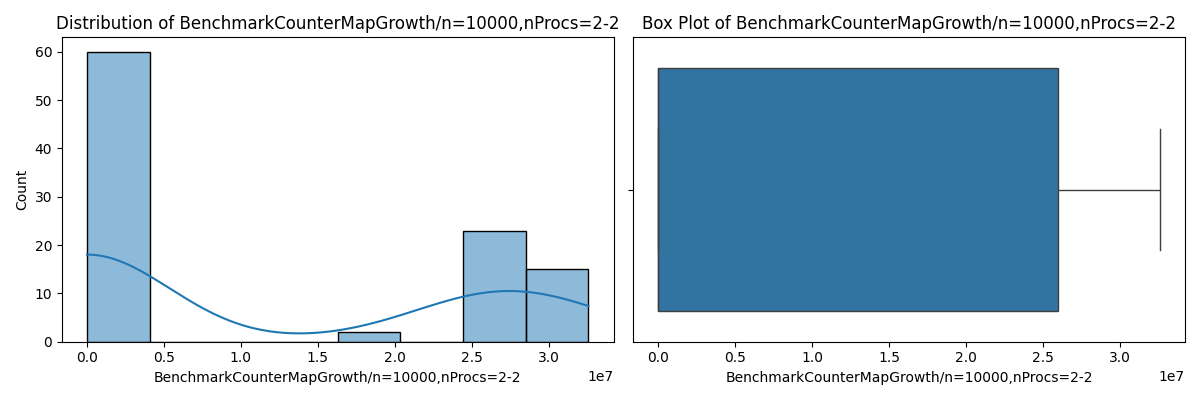 Distribution of BenchmarkCounterMapGrowth/n=10000,nProcs=2-2
60
50
40
30
20
10
0
Count
0.0 0.5 1.0 1.5 2.0 2.5 3.0
1e7
BenchmarkCounterMapGrowth/n=10000,nProcs=2-2
Box Plot of BenchmarkCounterMapGrowth/n=10000,nProcs=2-2
0.0 0.5 1.0 1.5 2.0 2.5 3.0
1e7
BenchmarkCounterMapGrowth/n=10000,nProcs=2-2